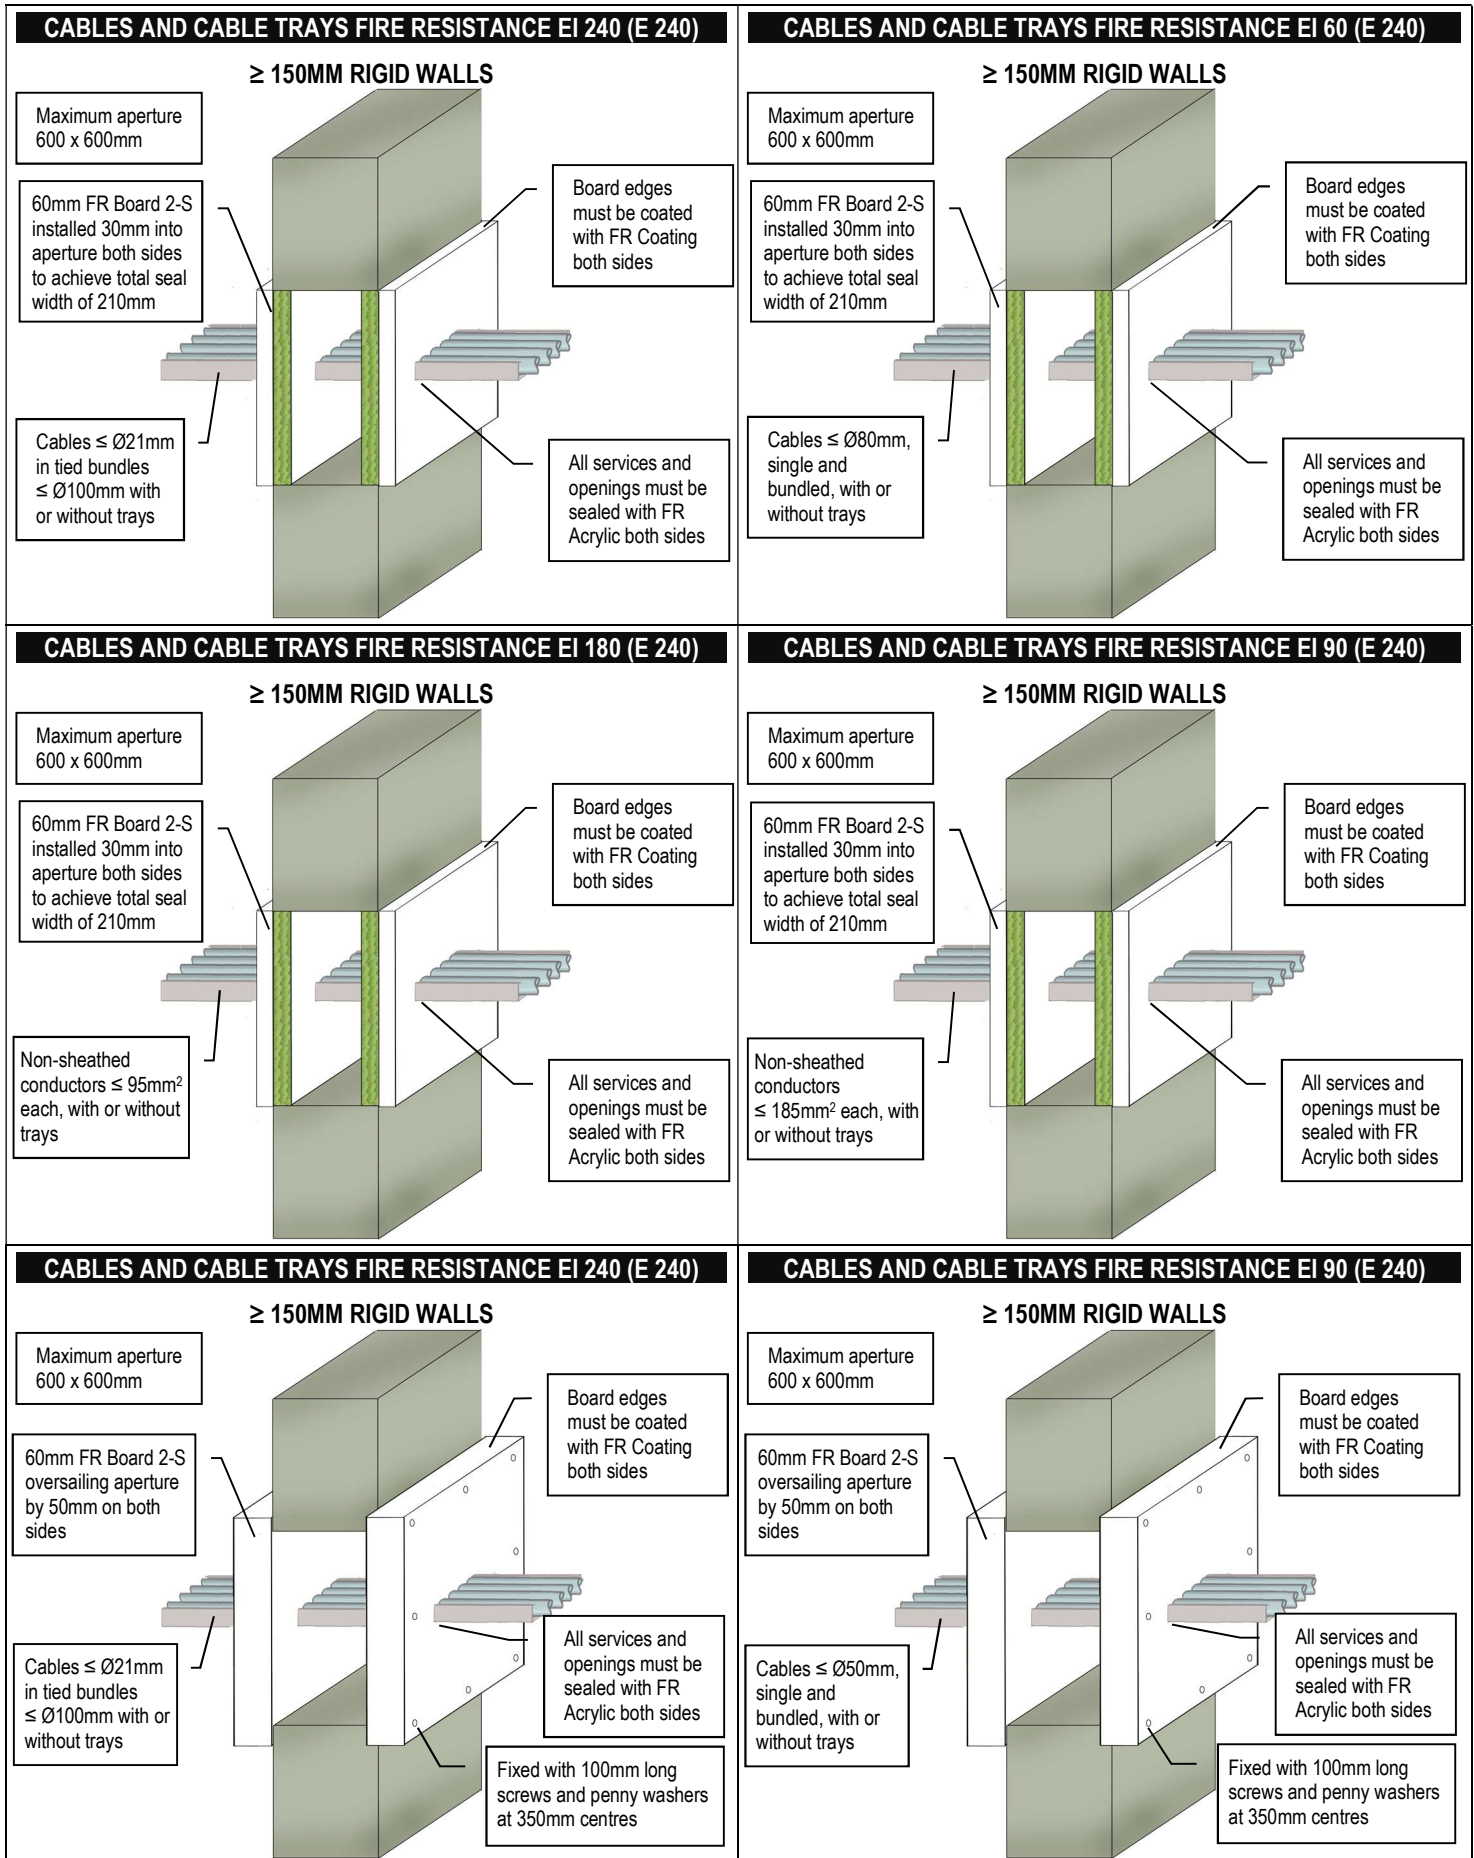 CABLES AND CABLE TRAYS FIRE RESISTANCE EI 240 (E 240)
≥ 150MM RIGID WALLS
Maximum aperture
600 x 600mm
60mm FR Board 2-S
installed 30mm into
aperture both sides
to achieve total seal
width of 210mm
Board edges
must be coated
with FR Coating
both sides
Cables ≤ Ø21mm
in tied bundles
≤ Ø100mm with
or without trays
All services and
openings must be
sealed with FR
Acrylic both sides
CABLES AND CABLE TRAYS FIRE RESISTANCE EI 60 (E 240)
≥ 150MM RIGID WALLS
Maximum aperture
600 x 600mm
60mm FR Board 2-S
installed 30mm into
aperture both sides
to achieve total seal
width of 210mm
Board edges
must be coated
with FR Coating
both sides
Cables ≤ Ø80mm,
single and
bundled, with or
without trays
All services and
openings must be
sealed with FR
Acrylic both sides
CABLES AND CABLE TRAYS FIRE RESISTANCE EI 180 (E 240)
≥ 150MM RIGID WALLS
Maximum aperture
600 x 600mm
60mm FR Board 2-S
installed 30mm into
aperture both sides
to achieve total seal
width of 210mm
Board edges
must be coated
with FR Coating
both sides
Non-sheathed
conductors ≤ 95mm²
each, with or without
trays
All services and
openings must be
sealed with FR
Acrylic both sides
CABLES AND CABLE TRAYS FIRE RESISTANCE EI 90 (E 240)
≥ 150MM RIGID WALLS
Maximum aperture
600 x 600mm
60mm FR Board 2-S
installed 30mm into
aperture both sides
to achieve total seal
width of 210mm
Board edges
must be coated
with FR Coating
both sides
Non-sheathed
conductors
≤ 185mm² each, with
or without trays
All services and
openings must be
sealed with FR
Acrylic both sides
CABLES AND CABLE TRAYS FIRE RESISTANCE EI 240 (E 240)
≥ 150MM RIGID WALLS
Maximum aperture
600 x 600mm
60mm FR Board 2-S
oversailing aperture
by 50mm on both
sides
Board edges
must be coated
with FR Coating
both sides
Cables ≤ Ø21mm
in tied bundles
≤ Ø100mm with or
without trays
All services and
openings must be
sealed with FR
Acrylic both sides
Fixed with 100mm long
screws and penny washers
at 350mm centres
CABLES AND CABLE TRAYS FIRE RESISTANCE EI 90 (E 240)
≥ 150MM RIGID WALLS
Maximum aperture
600 x 600mm
60mm FR Board 2-S
oversailing aperture
by 50mm on both
sides
Board edges
must be coated
with FR Coating
both sides
Cables ≤ Ø50mm,
single and
bundled, with or
without trays
All services and
openings must be
sealed with FR
Acrylic both sides
Fixed with 100mm long
screws and penny washers
at 350mm centres